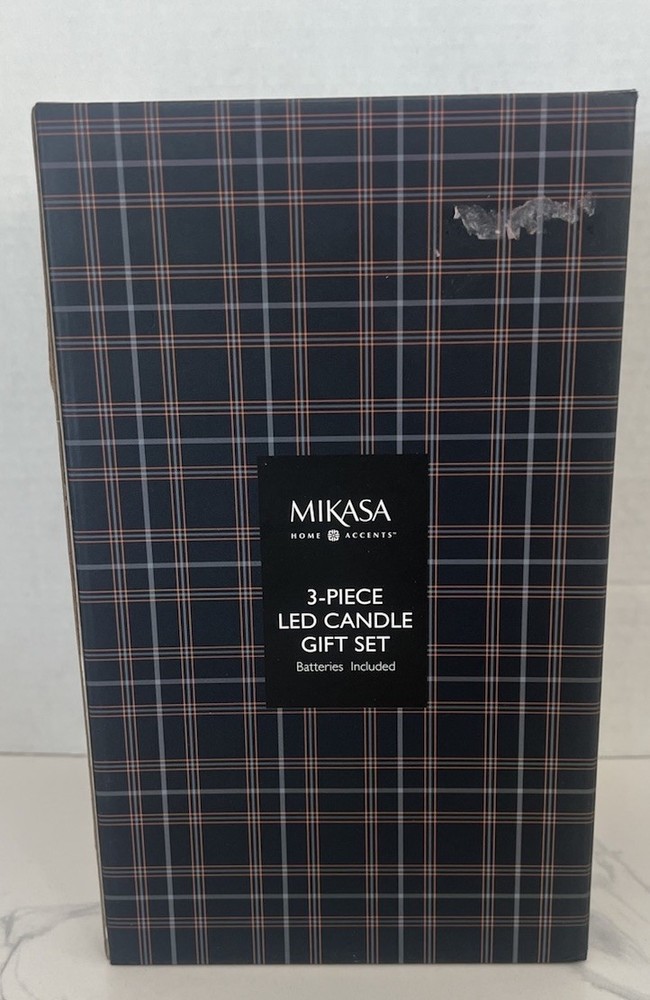 MIKASA
HOME ACCENTS™
3-PIECE
LED CANDLE
GIFT SET
Batteries Included